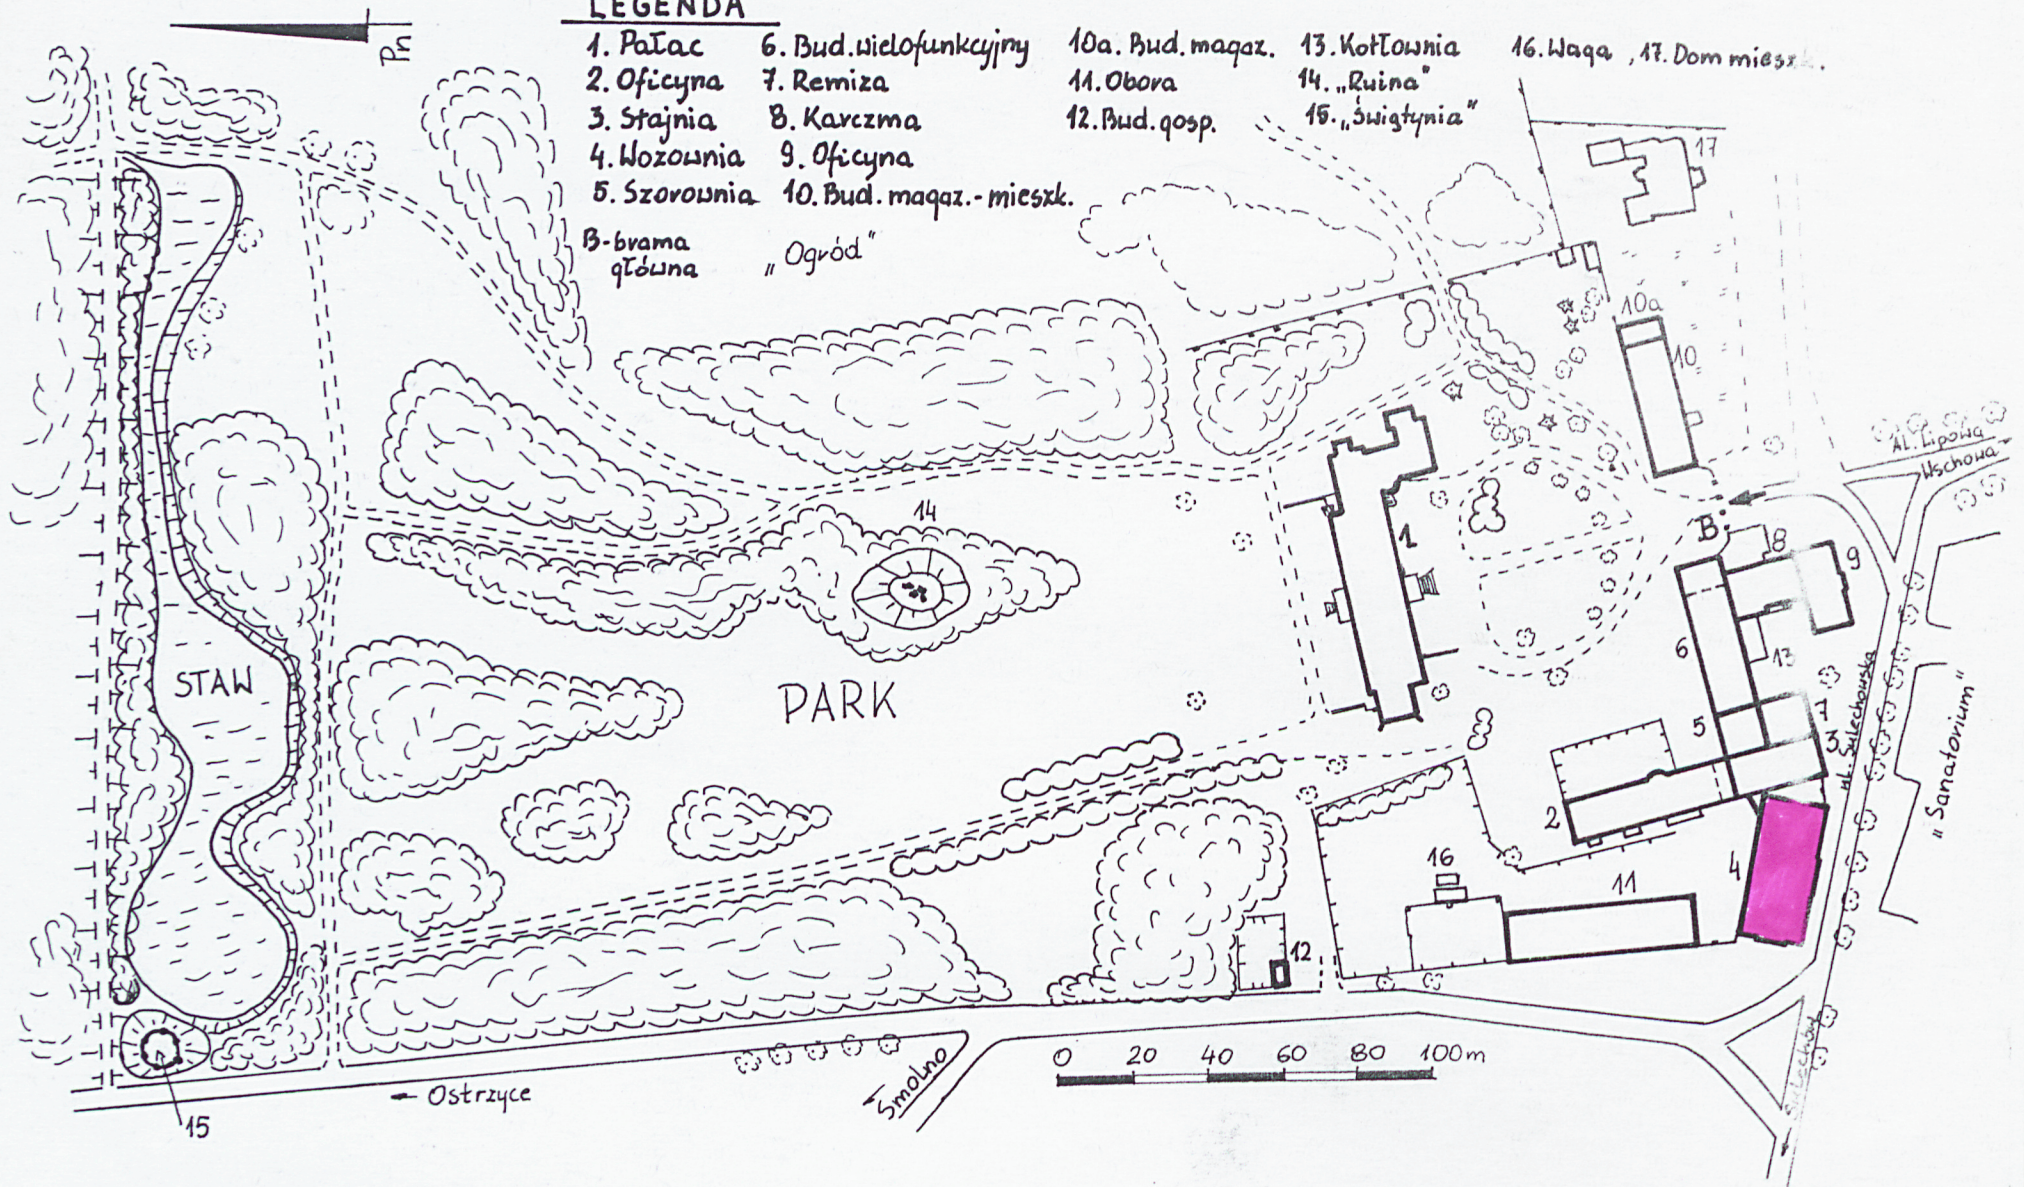 LEGENDA
Pn
1. Pałac
2. Oficyna
3. Stajnia
4. Wozownia
5. Szorownia
B-brama
główna
6. Bud. wielofunkcyjny
7. Remiza
8. Karczma
9. Oficyna
10. Bud. magaz.-mieszk.
„Ogród"
10a. Bud. magaz.
11. Obora
12. Bud. gosp.
13. Kotłownia
14. „Ruina"
15. „Świątynia"
16. Waga, 17. Dom miesz.
17
10a
10
Al. Lipowa
Wschowa
14
1
B
8
9
6
13
STAW
PARK
5
7
3
ul. Sulechowska
„Sanatorium"
2
4
16
11
12
0 20 40 60 80 100m
Smolno
← Ostrzyce
Sulechów
15